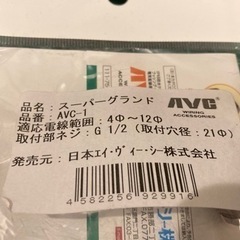 品名：スーパーグランド
品番：AVC-1
適応電線範囲：4Φ～12Φ
取付部ネジ：G 1/2（取付穴径：21Φ）
発売元：日本エイ・ヴィー・シー株式会社
AVC
WIRING
ACCESSORIES
4582256929916